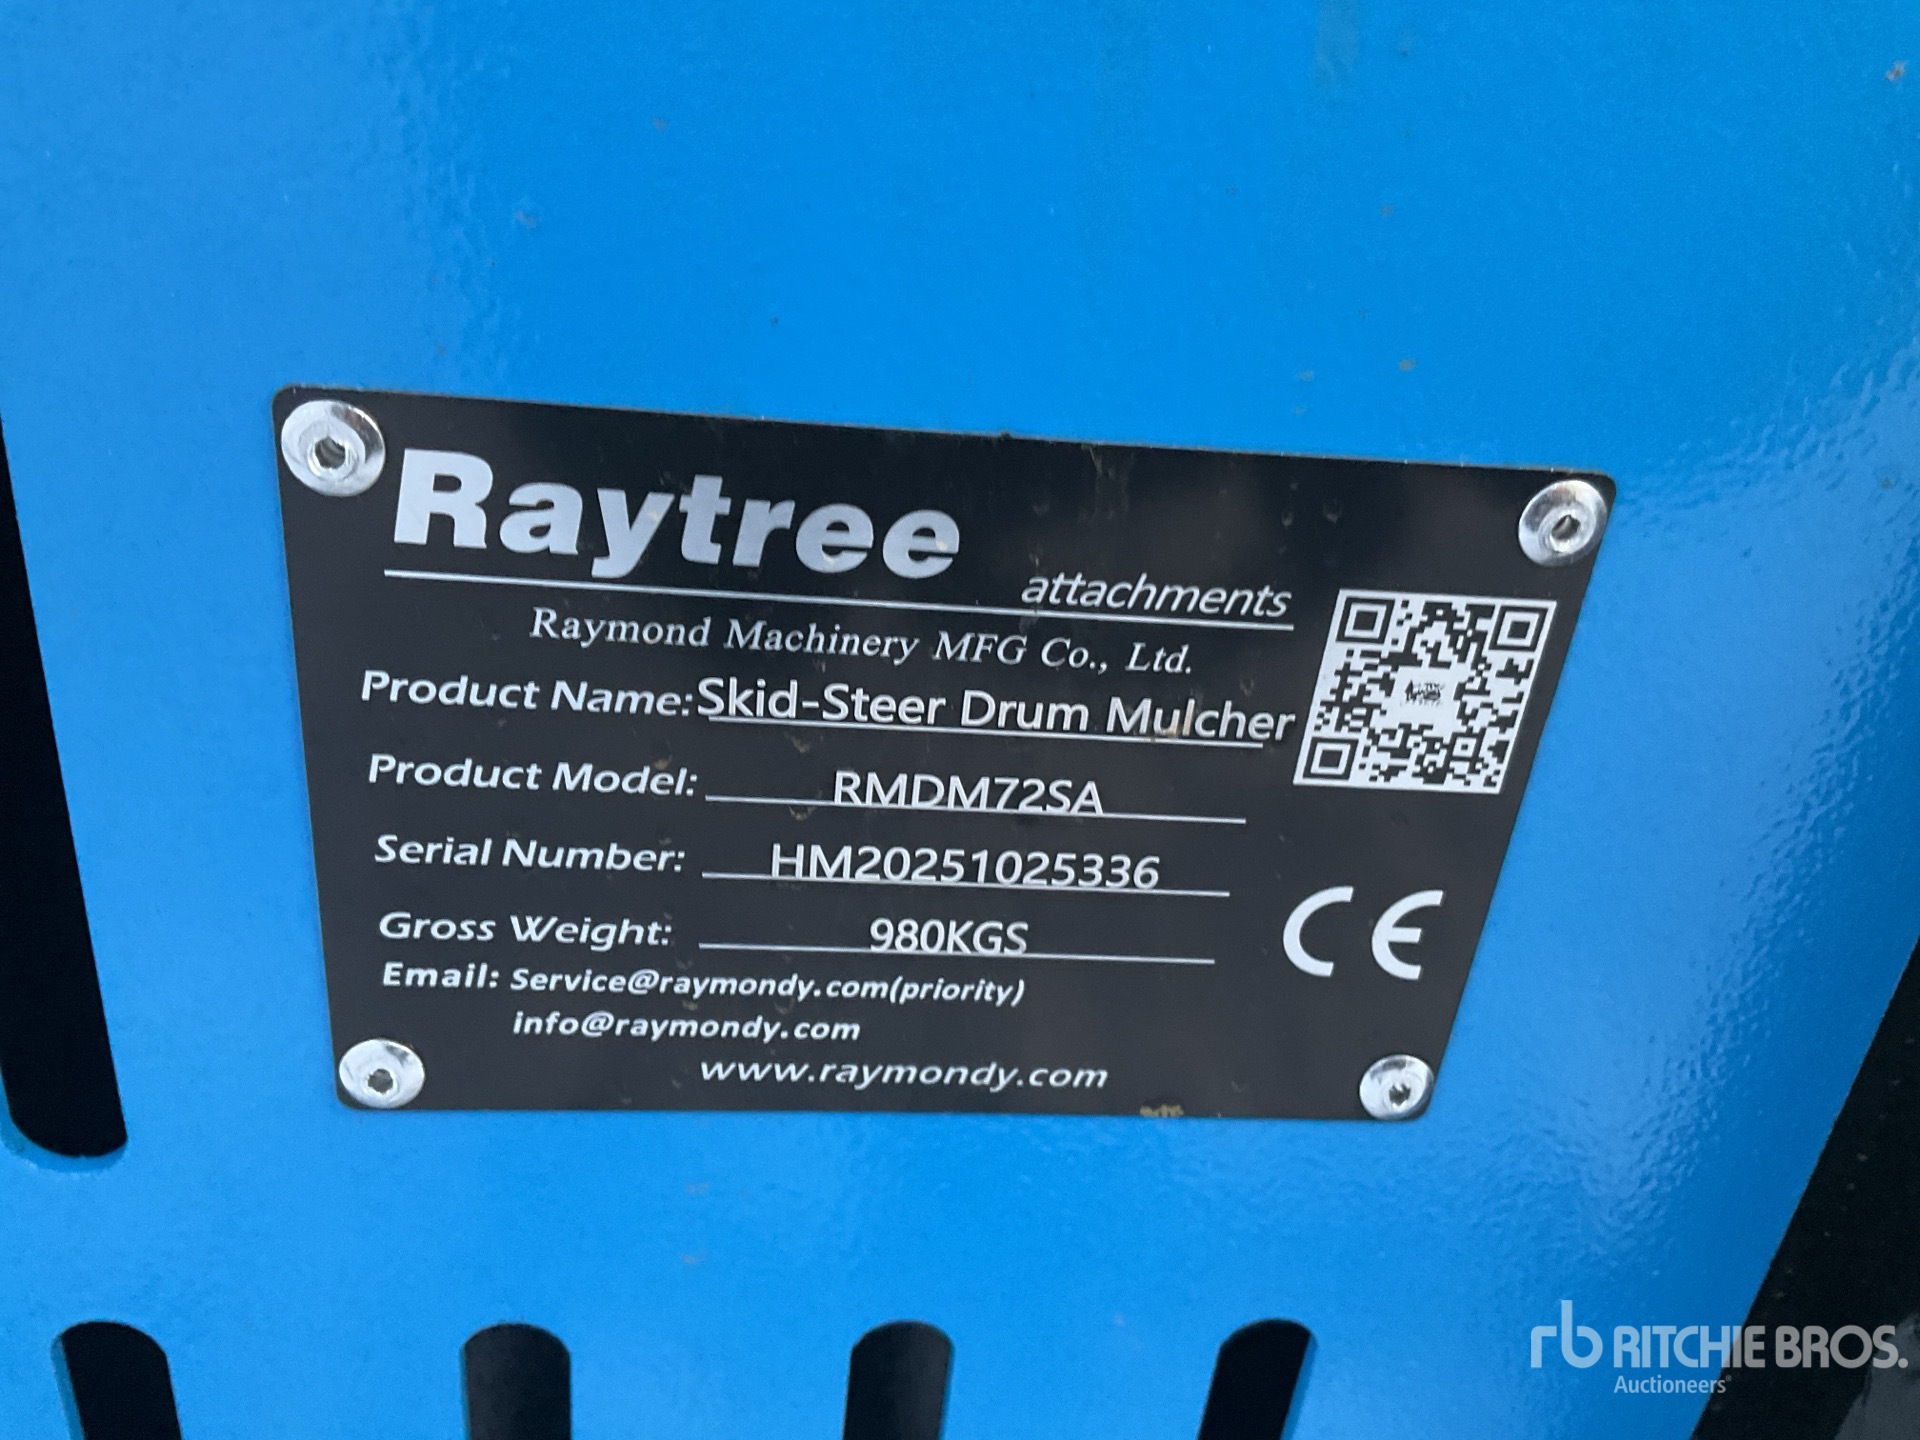 Raytree
attachments
Raymond Machinery MFG Co., Ltd.
Product Name: Skid-Steer Drum Mulcher
Product Model: RMDM72SA
Serial Number: HM20251025336
Gross Weight: 980KGS
CE
Email: Service@raymondy.com(priority)
info@raymondy.com
www.raymondy.com
rb RITCHIE BROS.
Auctioneers